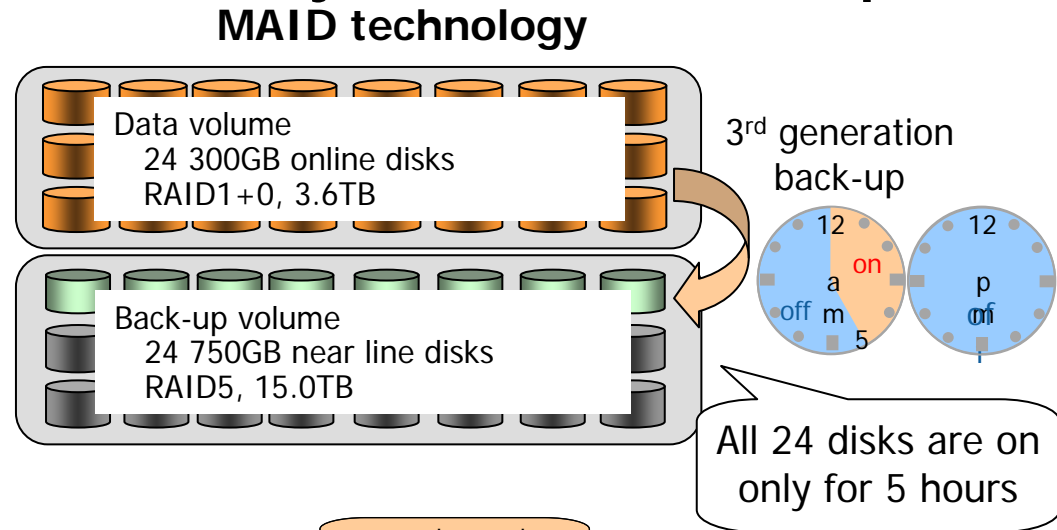 MAID technology
Data volume
24 300GB online disks
RAID1+0, 3.6TB
3rd generation
back-up
12
on
a
off m
5
12
p
m
Back-up volume
24 750GB near line disks
RAID5, 15.0TB
All 24 disks are on
only for 5 hours